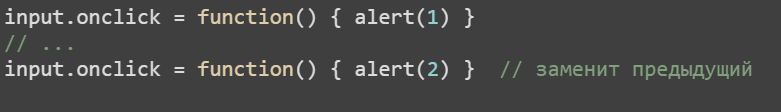 input.onclick = function() { alert(1) }
// ...
input.onclick = function() { alert(2) }  // заменит предыдущий